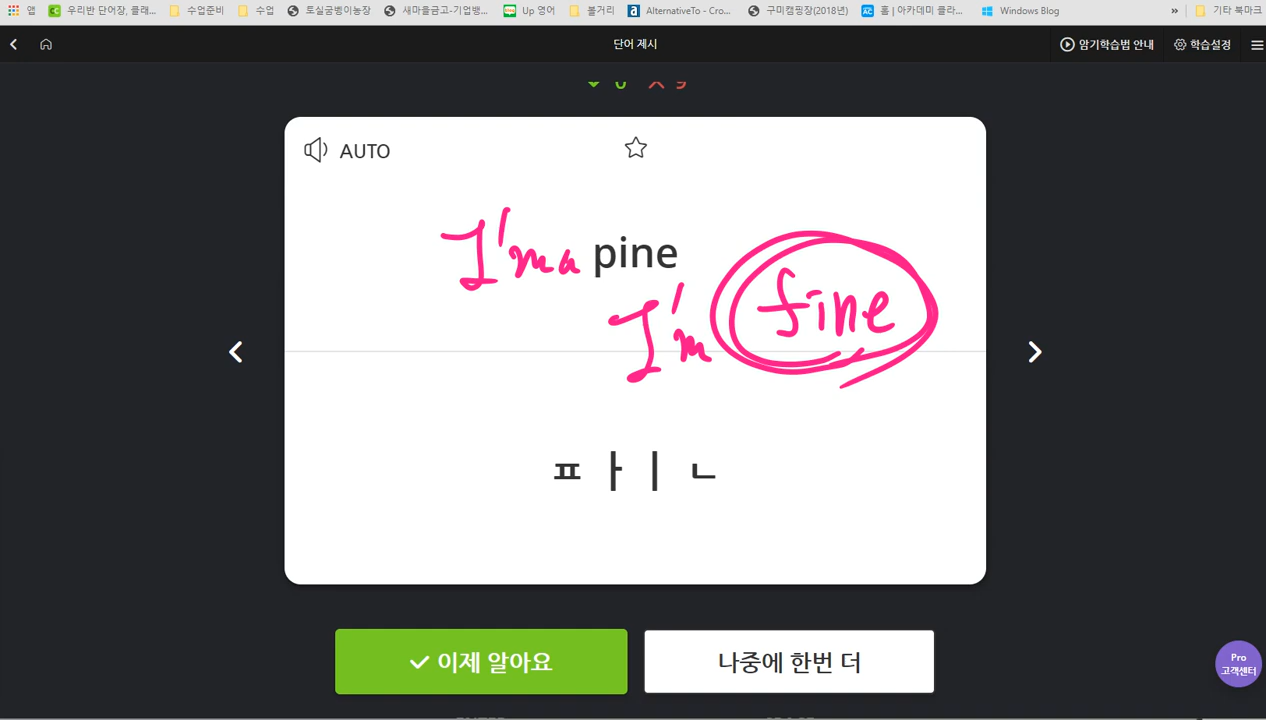 앱 우리반 단어장, 클래... 수업준비 수업 토실굼벵이농장 새마을금고-기업뱅... Up 영어 볼거리 AlternativeTo - Cro... 구미캠핑장(2018년) 홈 | 아카데미 클라... Windows Blog » 기타 북마크
단어 제시 암기학습법 안내 학습설정
AUTO
I'm a pine
I'm fine
ㅍ ㅏ ㅣ ㄴ
이제 알아요 나중에 한번 더
Pro
고객센터